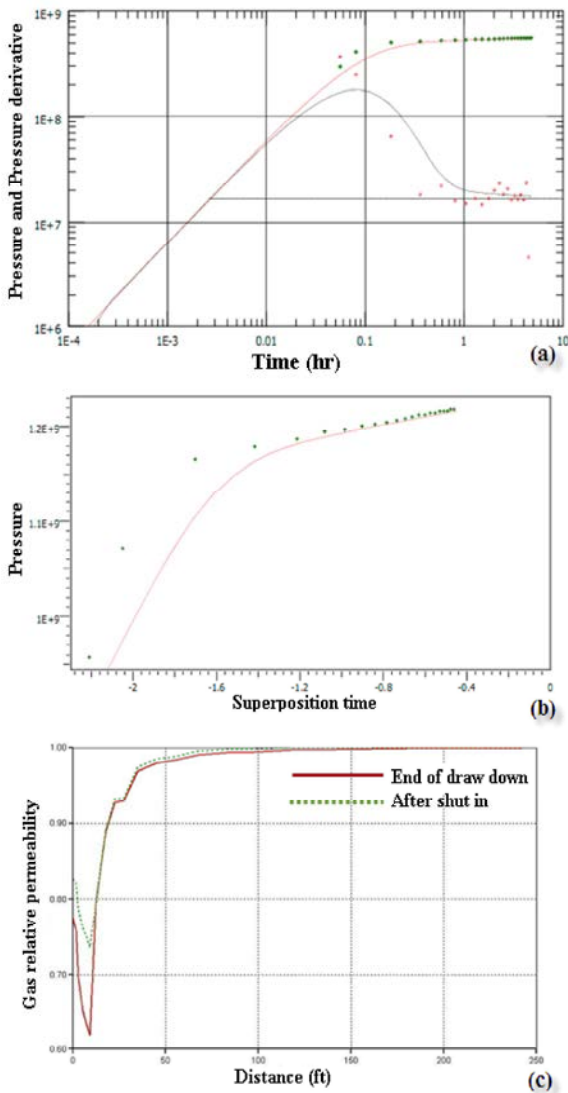 1E+9
1E+8
1E+7
1E+6
Pressure and Pressure derivative
1E-4 1E-3 0.01 0.1 1 10
Time (hr)
(a)
1.2E+9
1.1E+9
1E+9
Pressure
-2 -1.6 -1.2 -0.8 -0.4 0
Superposition time
(b)
1.00
0.90
0.80
0.70
0.60
Gas relative permeability
End of draw down
After shut in
0 50 100 150 200 250
Distance (ft)
(c)